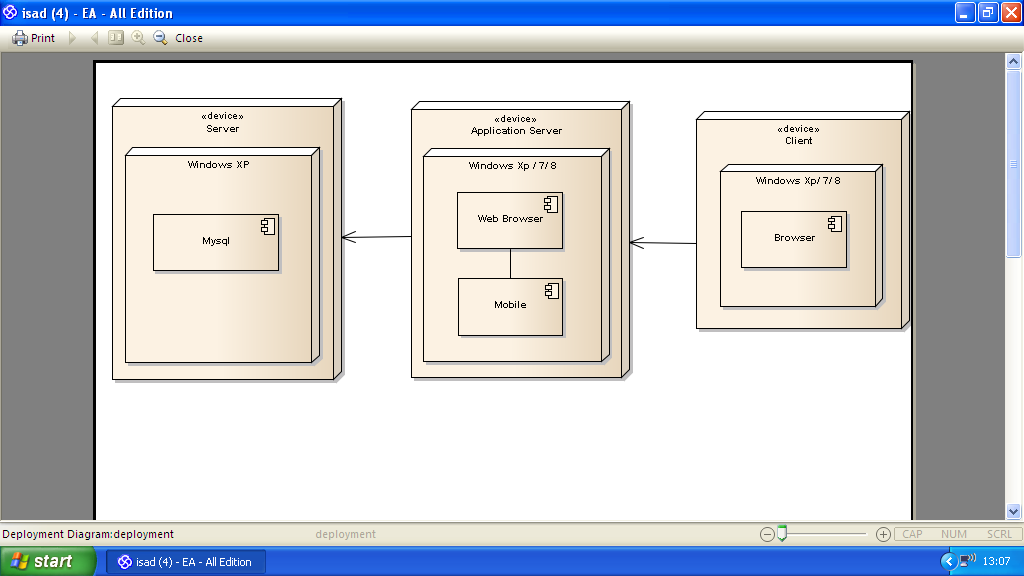 isad (4) - EA - All Edition
Print
Close
«device»
Server
Windows XP
Mysql
«device»
Application Server
Windows Xp / 7/ 8
Web Browser
Mobile
«device»
Client
Windows Xp/ 7/ 8
Browser
Deployment Diagram:deployment
deployment
CAP
NUM
SCRL
start
isad (4) - EA - All Edition
13:07